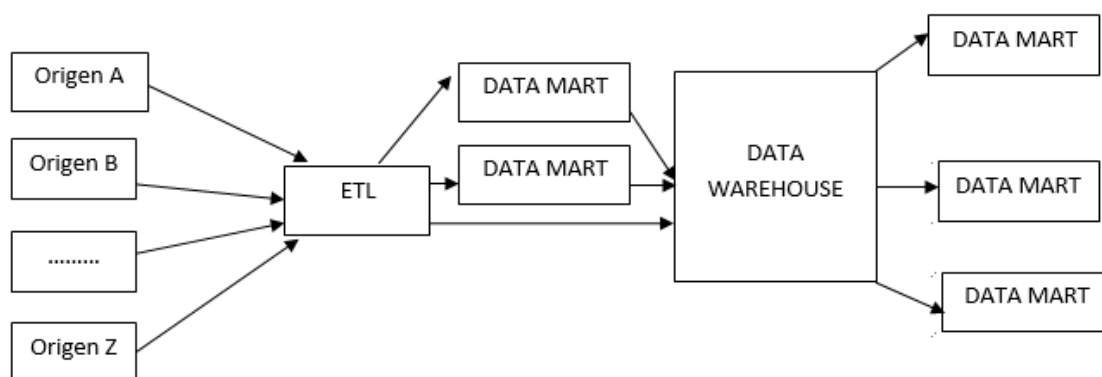 Origen A
Origen B
.........
Origen Z
ETL
DATA MART
DATA MART
DATA
WAREHOUSE
DATA MART
DATA MART
DATA MART